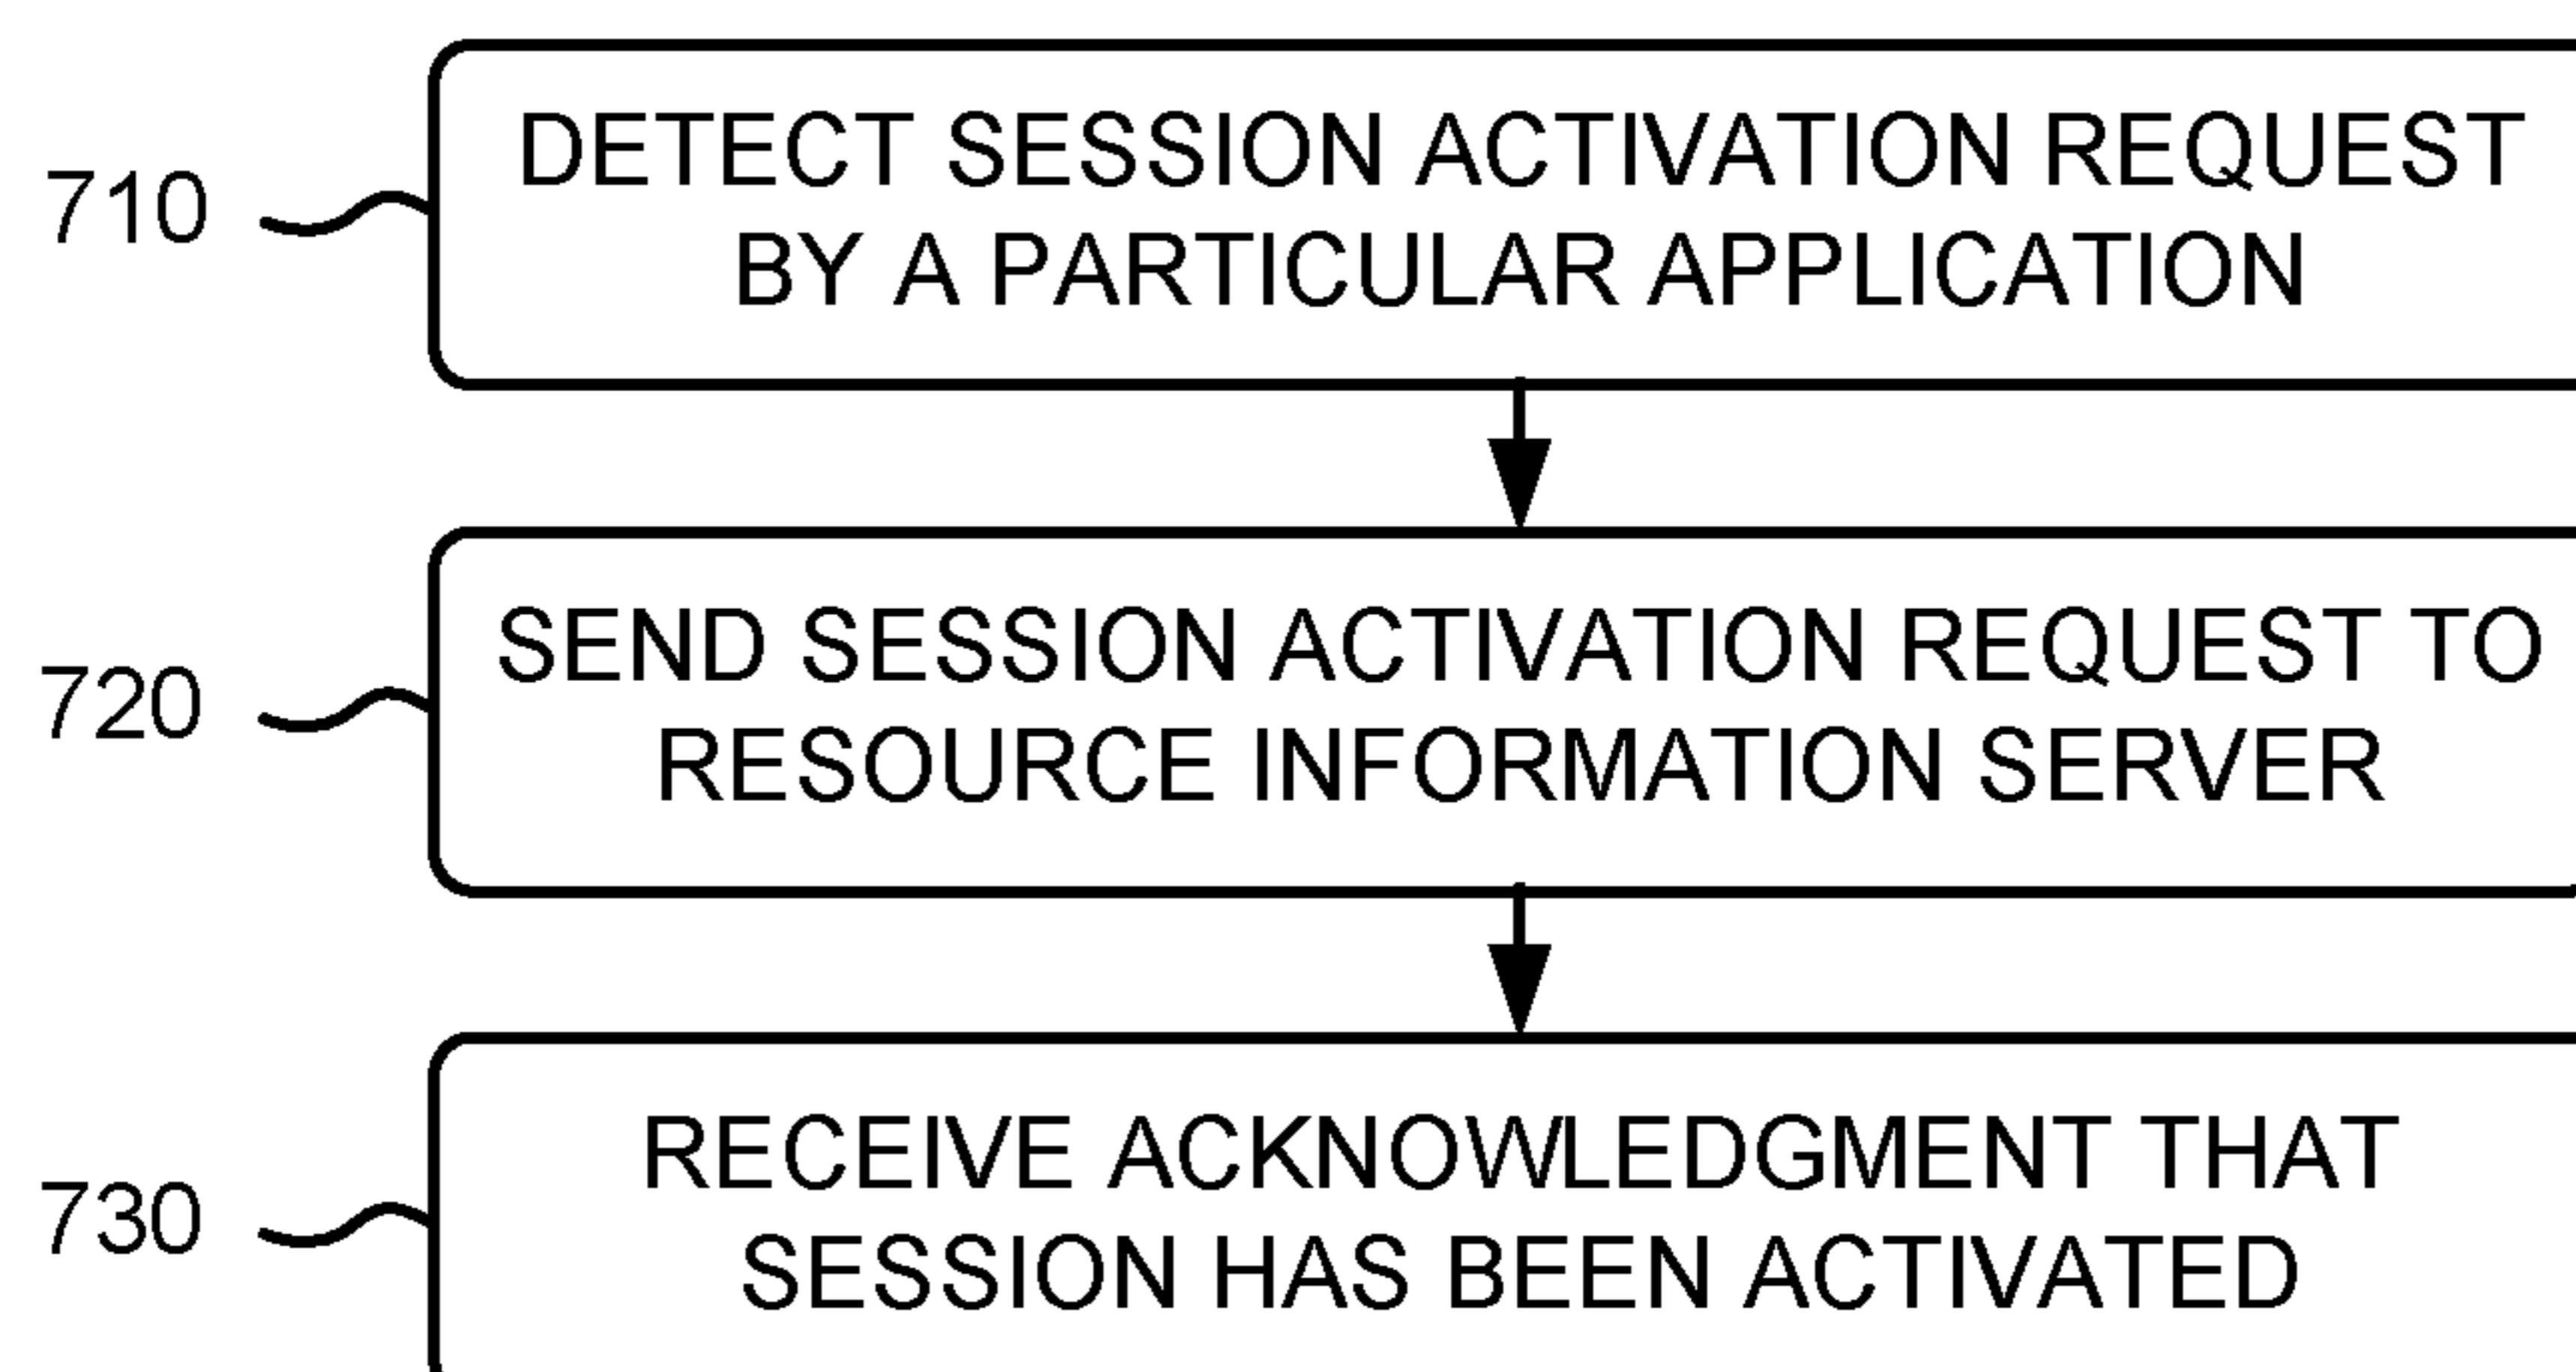 710
DETECT SESSION ACTIVATION REQUEST
BY A PARTICULAR APPLICATION
720
SEND SESSION ACTIVATION REQUEST TO
RESOURCE INFORMATION SERVER
730
RECEIVE ACKNOWLEDGMENT THAT
SESSION HAS BEEN ACTIVATED